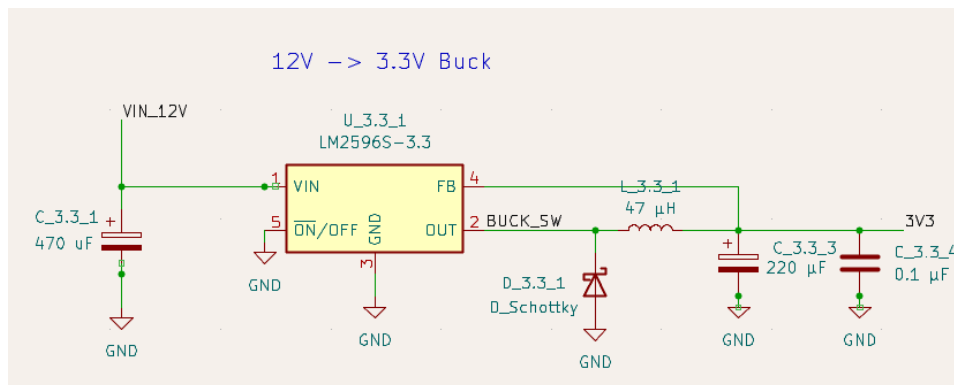 12V -> 3.3V Buck
VIN_12V
U_3.3_1
LM2596S-3.3
1
VIN
FB
4
C_3.3_1
+
470 uF
5
ON/OFF
GND
OUT
2
BUCK_SW
L_3.3_1
47 µH
3V3
3
GND
D_3.3_1
D_Schottky
+
C_3.3_3
220 µF
C_3.3_4
0.1 µF
GND
GND
GND
GND
GND